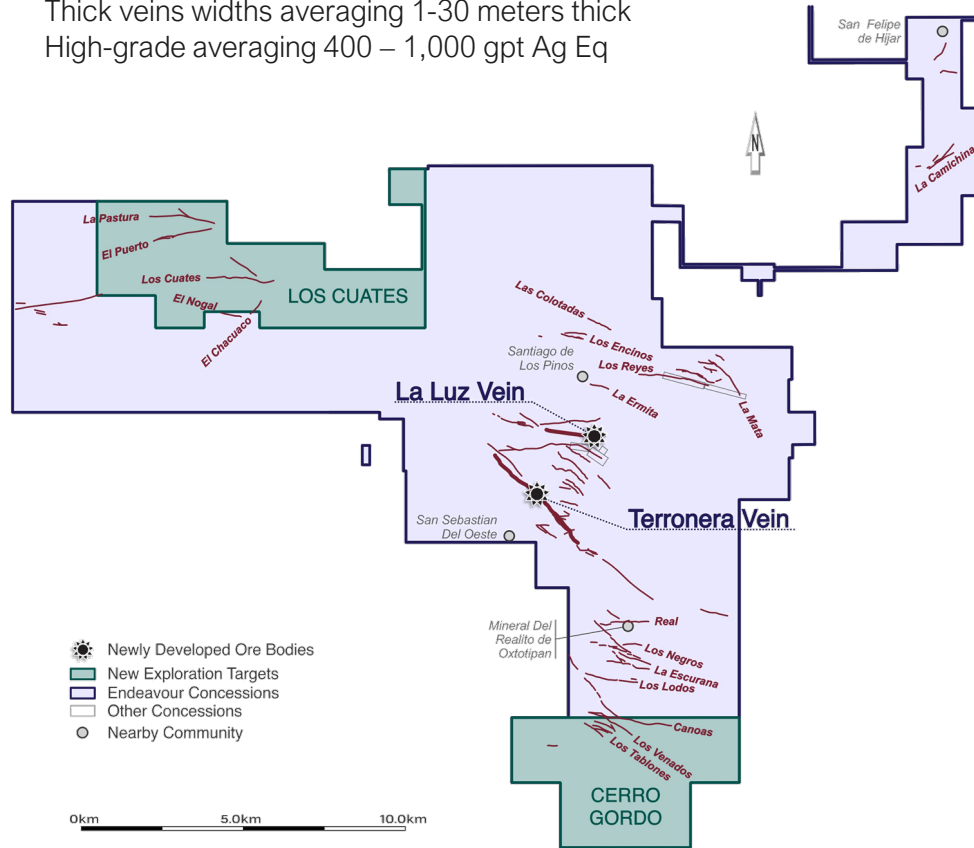 Thick veins widths averaging 1-30 meters thick
High-grade averaging 400 – 1,000 gpt Ag Eq
San Felipe
de Hijar
N
La Camichina
La Pastura
El Puerto
Los Cuates
El Nogal
El Chacuaco
LOS CUATES
Las Colotadas
Los Encinos
Santiago de
Los Pinos
Los Reyes
La Ermita
La Mata
La Luz Vein
Terronera Vein
San Sebastian
Del Oeste
Mineral Del
Realito de
Oxtotipan
Real
Los Negros
La Escurana
Los Lodos
Canoas
Los Venados
Los Tablones
CERRO
GORDO
Newly Developed Ore Bodies
New Exploration Targets
Endeavour Concessions
Other Concessions
Nearby Community
0km 5.0km 10.0km